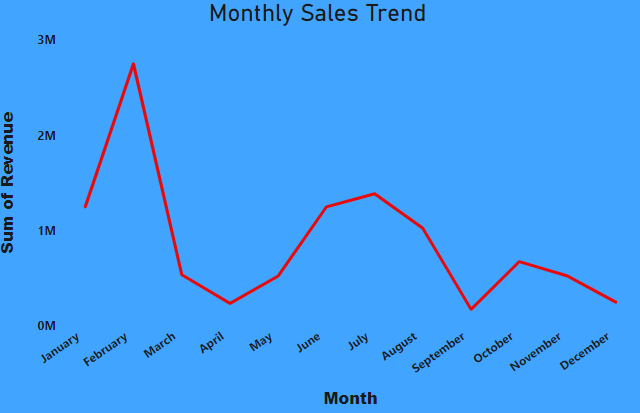 Monthly Sales Trend
3M
2M
1M
0M
Sum of Revenue
January
February
March
April
May
June
July
August
September
October
November
December
Month